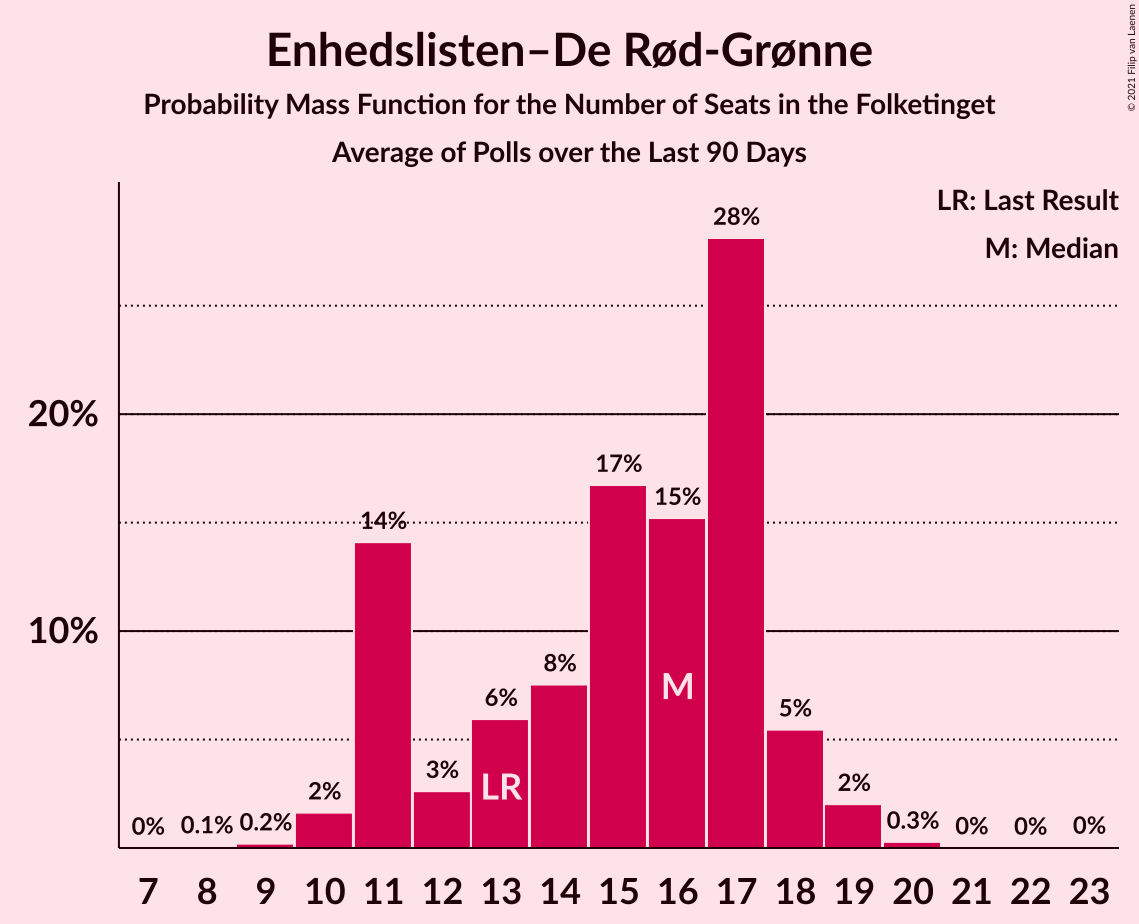 Enhedslisten–De Rød-Grønne
Probability Mass Function for the Number of Seats in the Folketinget
Average of Polls over the Last 90 Days
© 2021 Filip van Laenen
LR: Last Result
M: Median
28%
20%
17%
15%
14%
10%
8%
6%
M
5%
3%
LR
2%
2%
0%
0.1%
0.2%
0.3%
0%
0%
0%
7 8 9 10 11 12 13 14 15 16 17 18 19 20 21 22 23